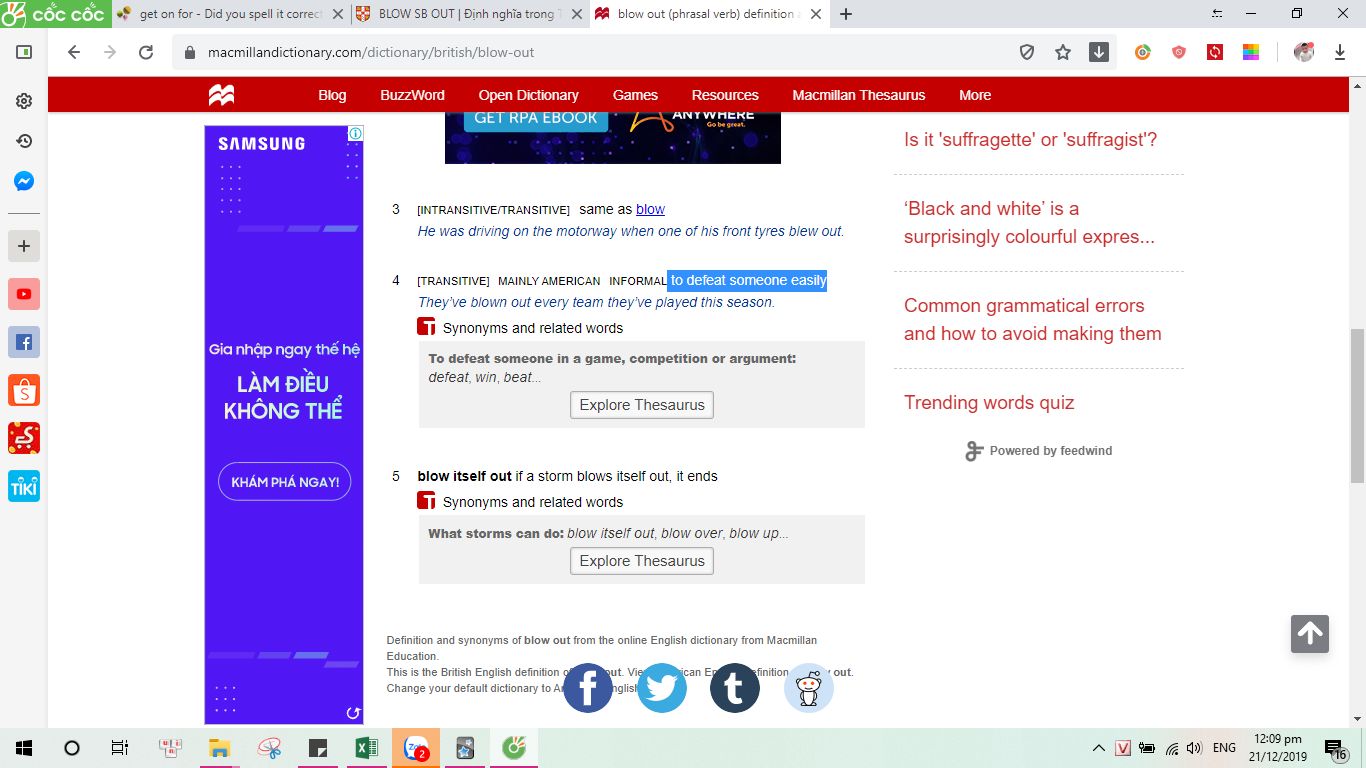 cốc cốc
get on for - Did you spell it correct
BLOW SB OUT | Định nghĩa trong T
blow out (phrasal verb) definition a
macmillandictionary.com/dictionary/british/blow-out
Blog BuzzWord Open Dictionary Games Resources Macmillan Thesaurus More
GET RPA EBOOK
ANYWHERE
Go be great.
SAMSUNG
Gia nhập ngay thế hệ
LÀM ĐIỀU
KHÔNG THỂ
KHÁM PHÁ NGAY!
3 [INTRANSITIVE/TRANSITIVE] same as blow
He was driving on the motorway when one of his front tyres blew out.
4 [TRANSITIVE] MAINLY AMERICAN INFORMAL to defeat someone easily
They’ve blown out every team they’ve played this season.
T Synonyms and related words
To defeat someone in a game, competition or argument:
defeat, win, beat...
Explore Thesaurus
5 blow itself out if a storm blows itself out, it ends
T Synonyms and related words
What storms can do: blow itself out, blow over, blow up...
Explore Thesaurus
Definition and synonyms of blow out from the online English dictionary from Macmillan
Education.
This is the British English definition of out. View definition out.
Change your default dictionary to
f
t
Is it 'suffragette' or 'suffragist'?
‘Black and white’ is a
surprisingly colourful expres...
Common grammatical errors
and how to avoid making them
Trending words quiz
Powered by feedwind
f
S
S
TIKI
Zalo
2
V
ENG
12:09 pm
21/12/2019
16